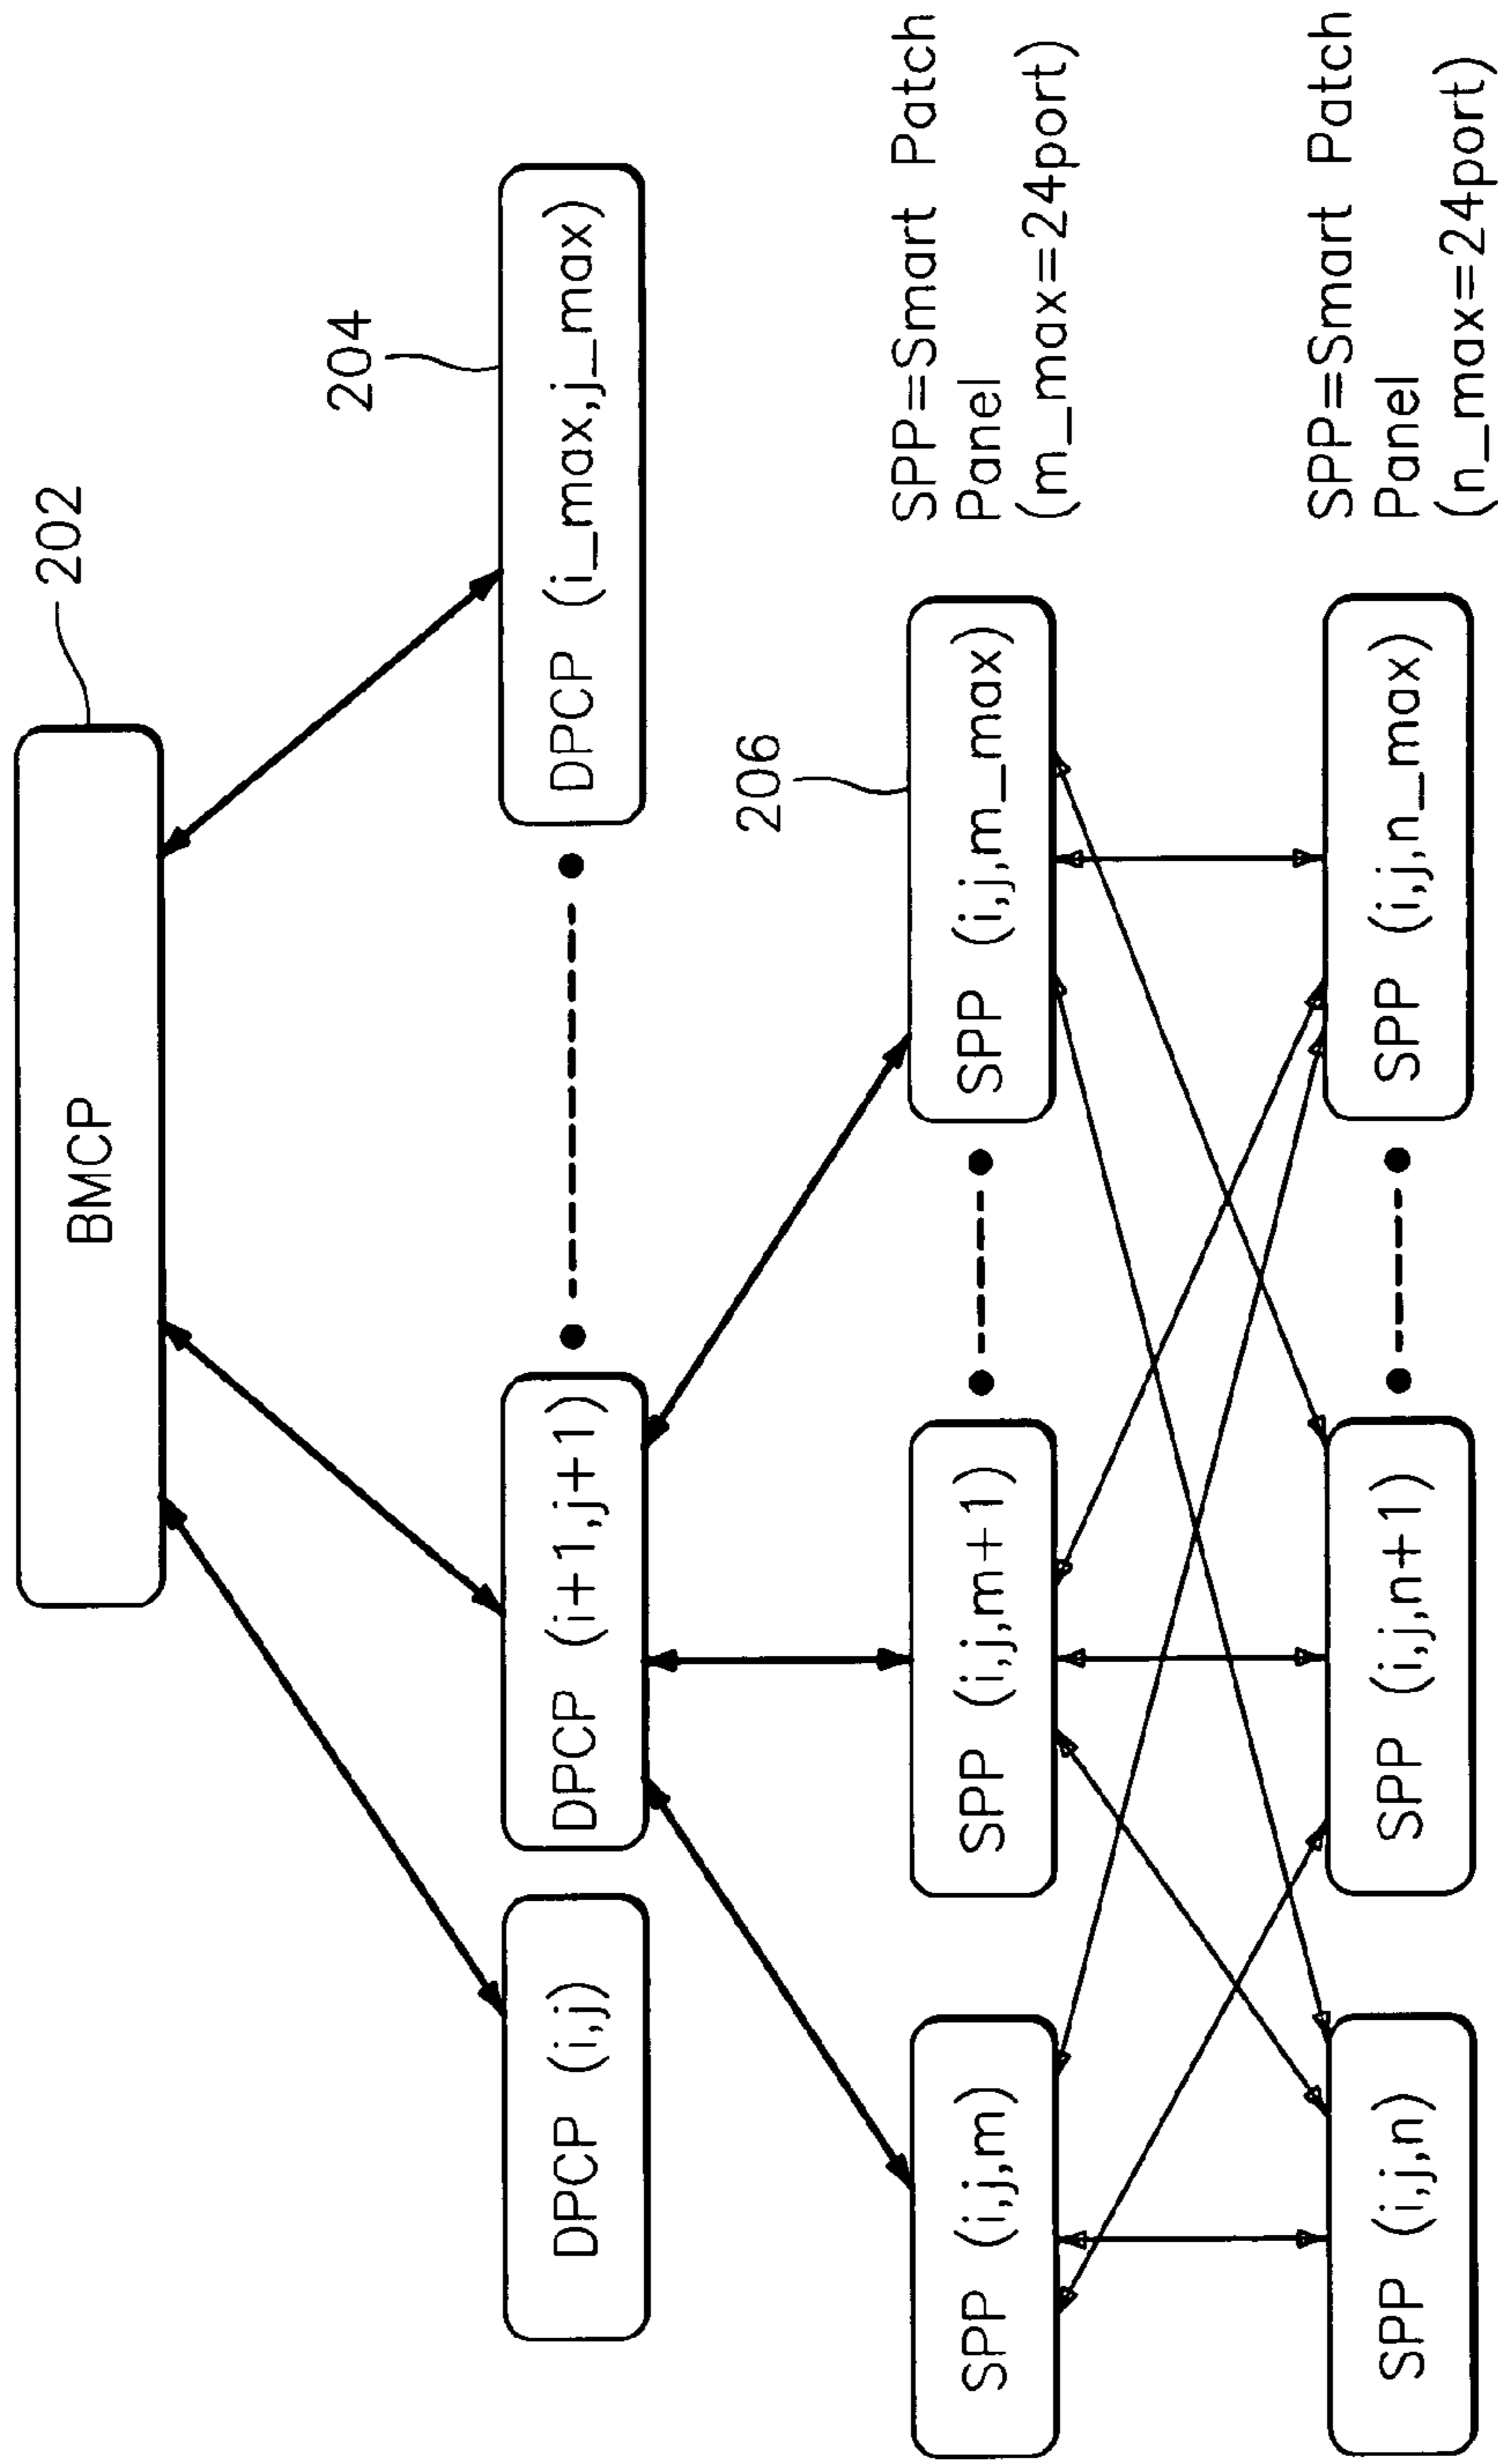 202
BMCP
204
DPCP (i,j)
DPCP (i+1,j+1)
DPCP (i_max,j_max)
206
SPP (i,j,m)
SPP (i,j,m+1)
SPP (i,j,m_max)
SPP=Smart Patch
Panel
(m_max=24port)
SPP (i,j,n)
SPP (i,j,n+1)
SPP (i,j,n_max)
SPP=Smart Patch
Panel
(n_max=24port)